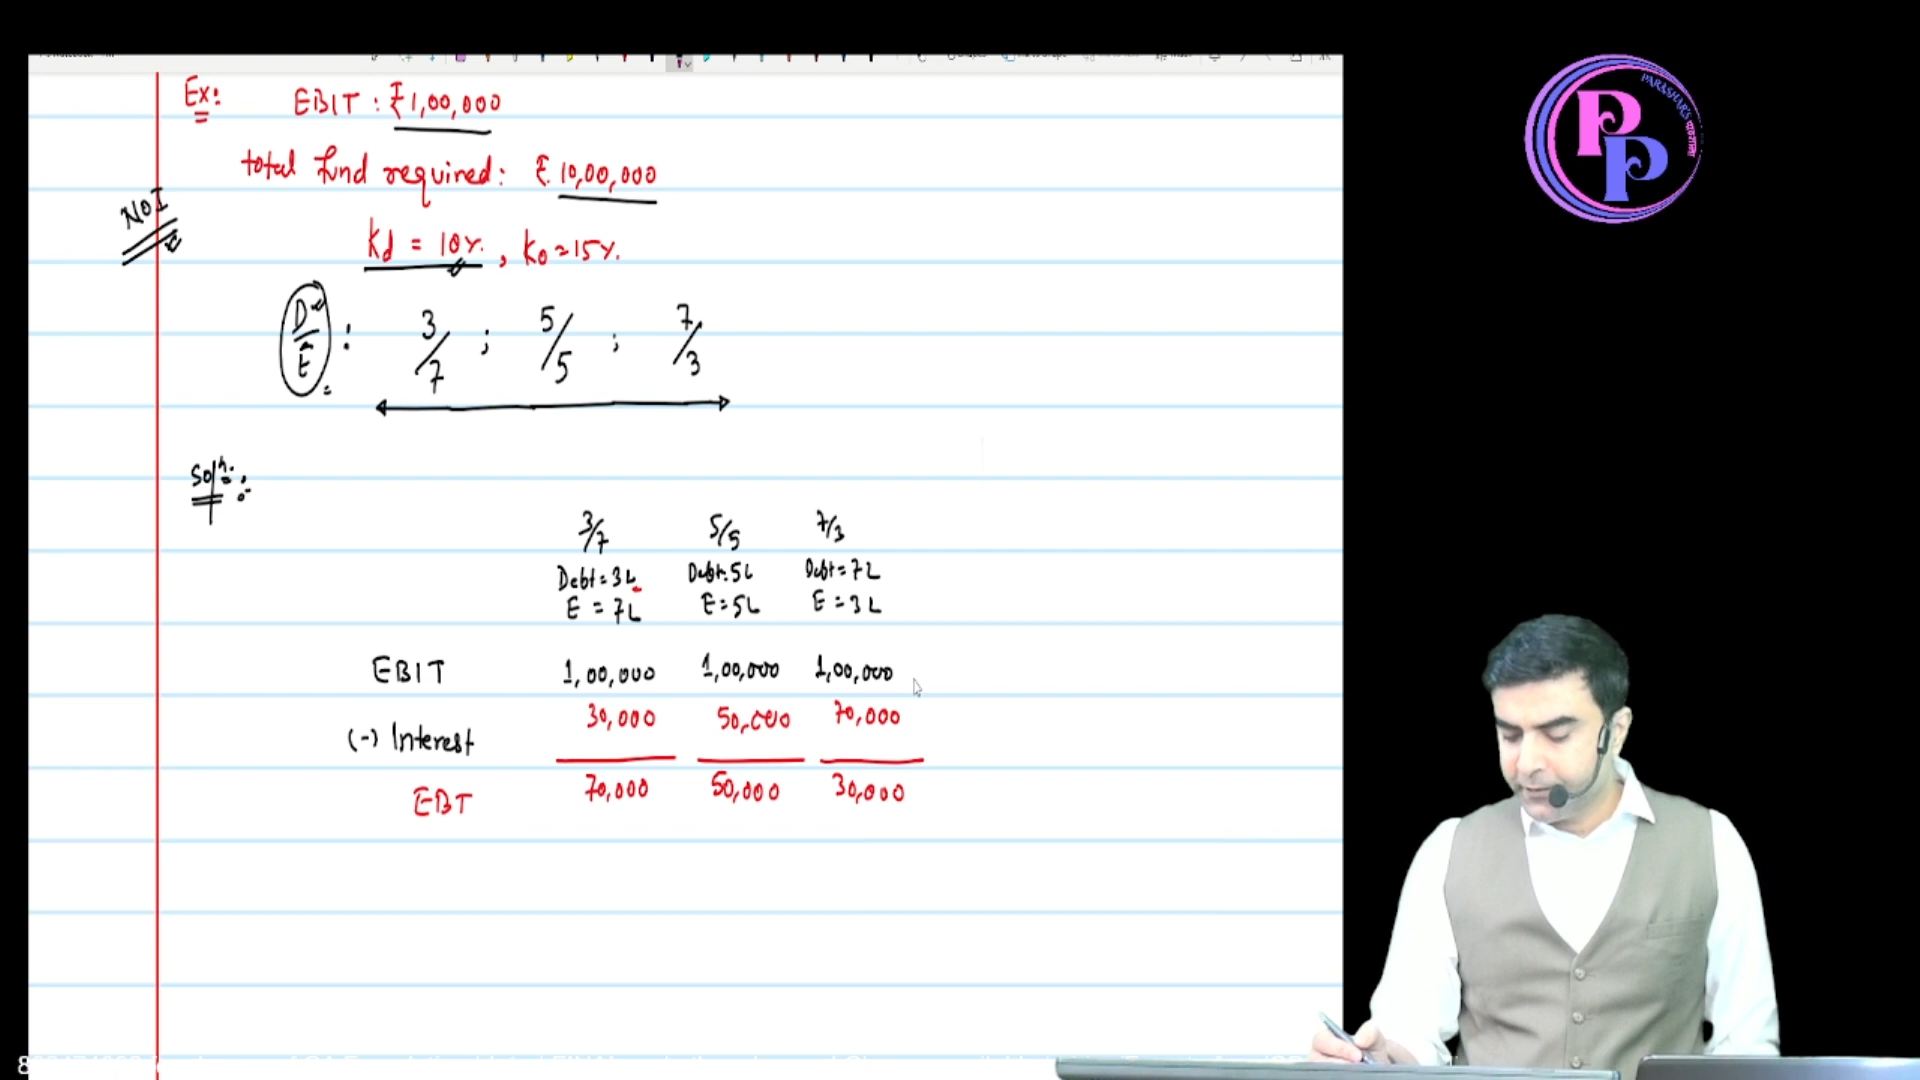 Ex:
EBIT : ₹1,00,000
total fund required: ₹ 10,00,000
NOI
Kd = 10%. , Ko = 15%.
D/E : 3/7 ; 5/5 ; 7/3
Solⁿ. :-
3/7 5/5 7/3
Debt = 3L Debt = 5L Debt = 7L
E = 7L E = 5L E = 3L
EBIT 1,00,000 1,00,000 1,00,000
(-) Interest 30,000 50,000 70,000
EBT 70,000 50,000 30,000
PARASHAR'S
PP